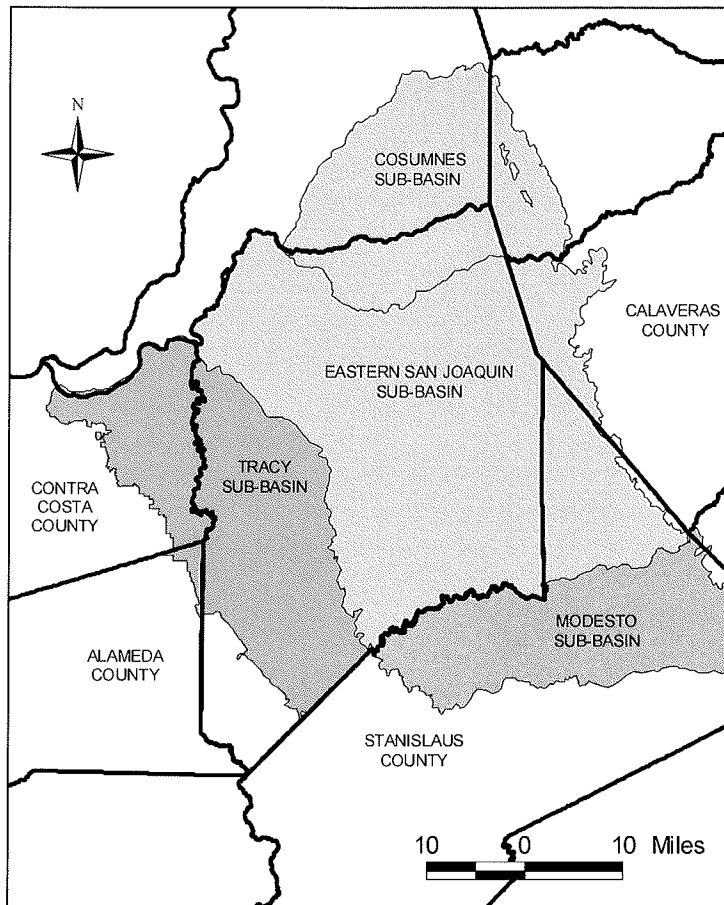 N
COSUMNES
SUB-BASIN
CALAVERAS
COUNTY
EASTERN SAN JOAQUIN
SUB-BASIN
TRACY
SUB-BASIN
CONTRA
COSTA
COUNTY
MODESTO
SUB-BASIN
ALAMEDA
COUNTY
STANISLAUS
COUNTY
10 0 10 Miles